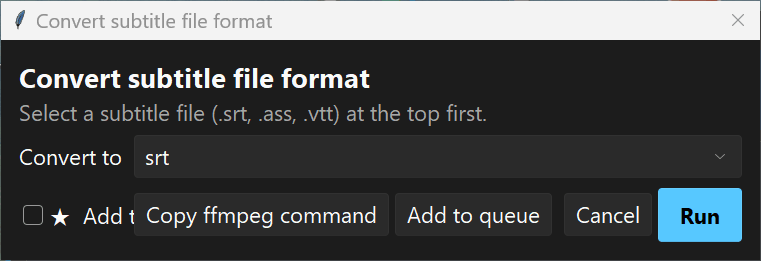 Convert subtitle file format
Convert subtitle file format
Select a subtitle file (.srt, .ass, .vtt) at the top first.
Convert to srt
★ Add t Copy ffmpeg command Add to queue Cancel Run